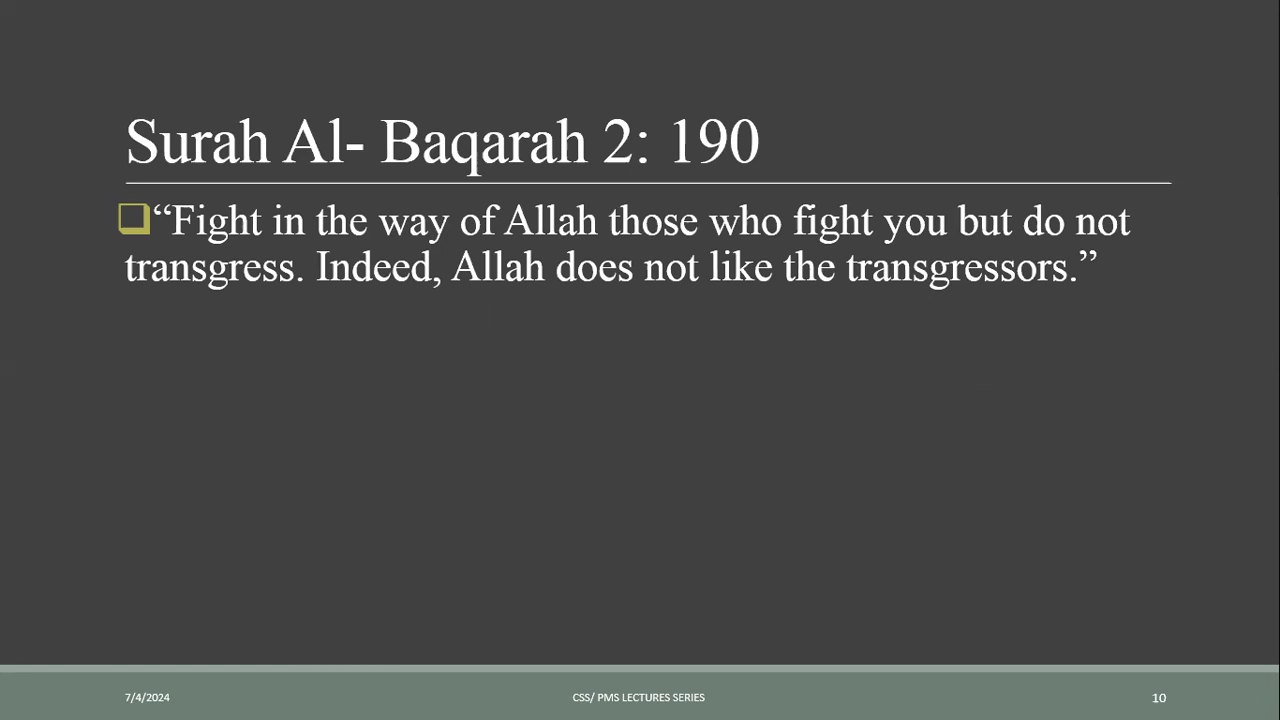 Surah Al- Baqarah 2: 190
❑“Fight in the way of Allah those who fight you but do not
transgress. Indeed, Allah does not like the transgressors.”
7/4/2024
CSS/ PMS LECTURES SERIES
10